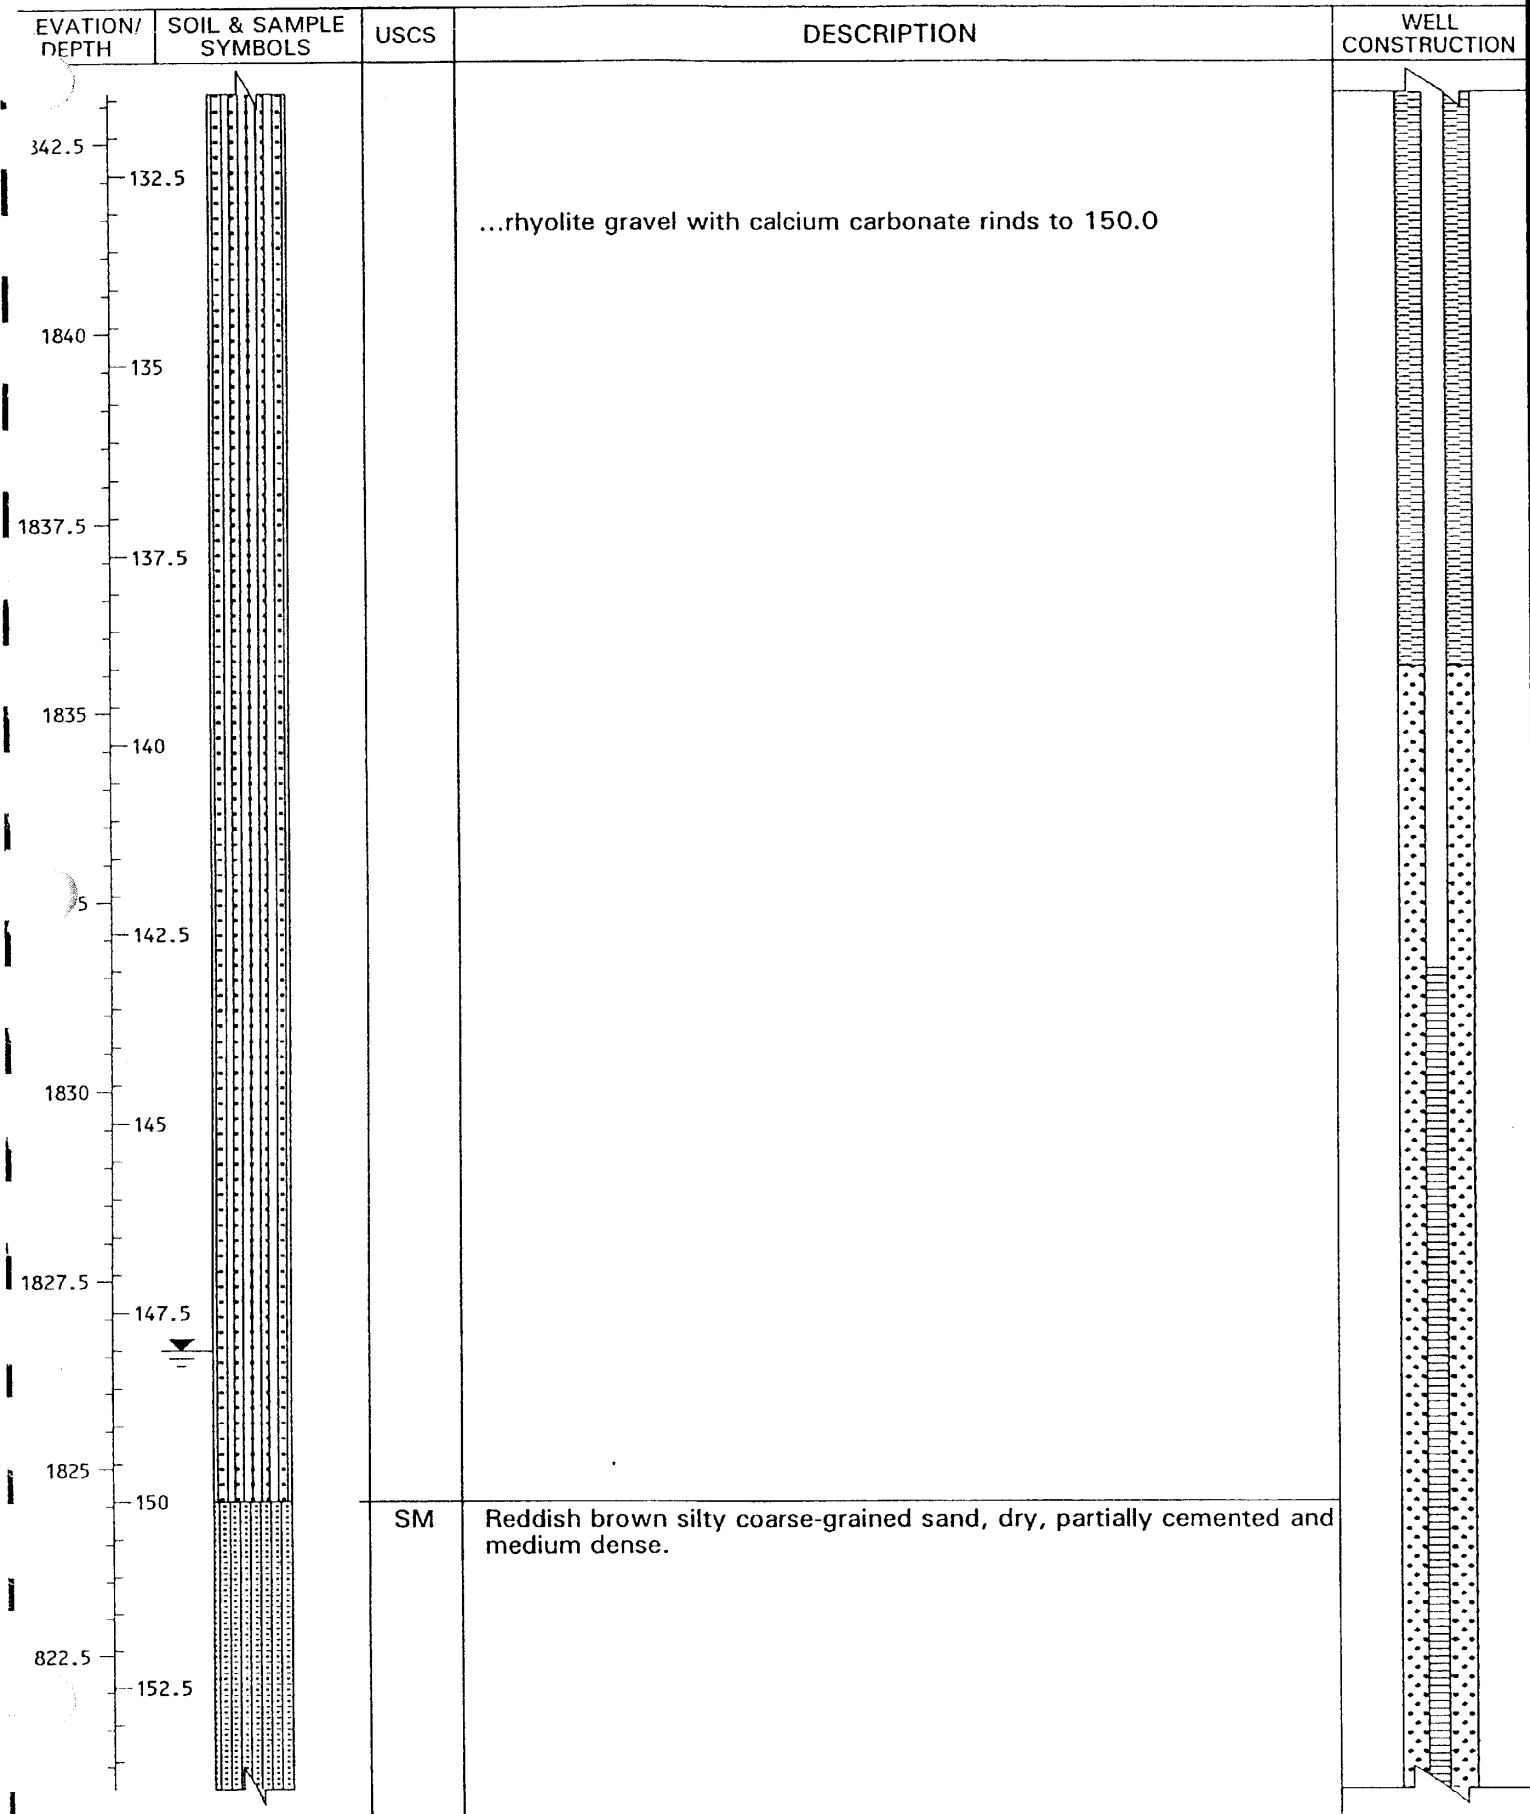 EVATION/
DEPTH
SOIL & SAMPLE
SYMBOLS
USCS
DESCRIPTION
WELL
CONSTRUCTION
342.5
132.5
...rhyolite gravel with calcium carbonate rinds to 150.0
1840
135
1837.5
137.5
1835
140
5
142.5
1830
145
1827.5
147.5
1825
150
SM
Reddish brown silty coarse-grained sand, dry, partially cemented and
medium dense.
822.5
152.5